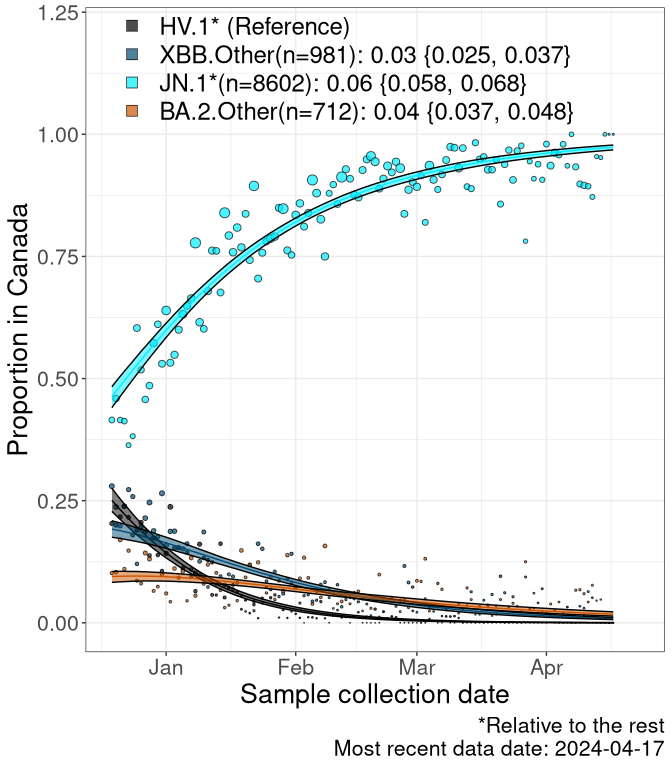 HV.1* (Reference)
XBB.Other(n=981): 0.03 {0.025, 0.037}
JN.1*(n=8602): 0.06 {0.058, 0.068}
BA.2.Other(n=712): 0.04 {0.037, 0.048}
Proportion in Canada
1.25
1.00
0.75
0.50
0.25
0.00
Jan Feb Mar Apr
Sample collection date
*Relative to the rest
Most recent data date: 2024-04-17